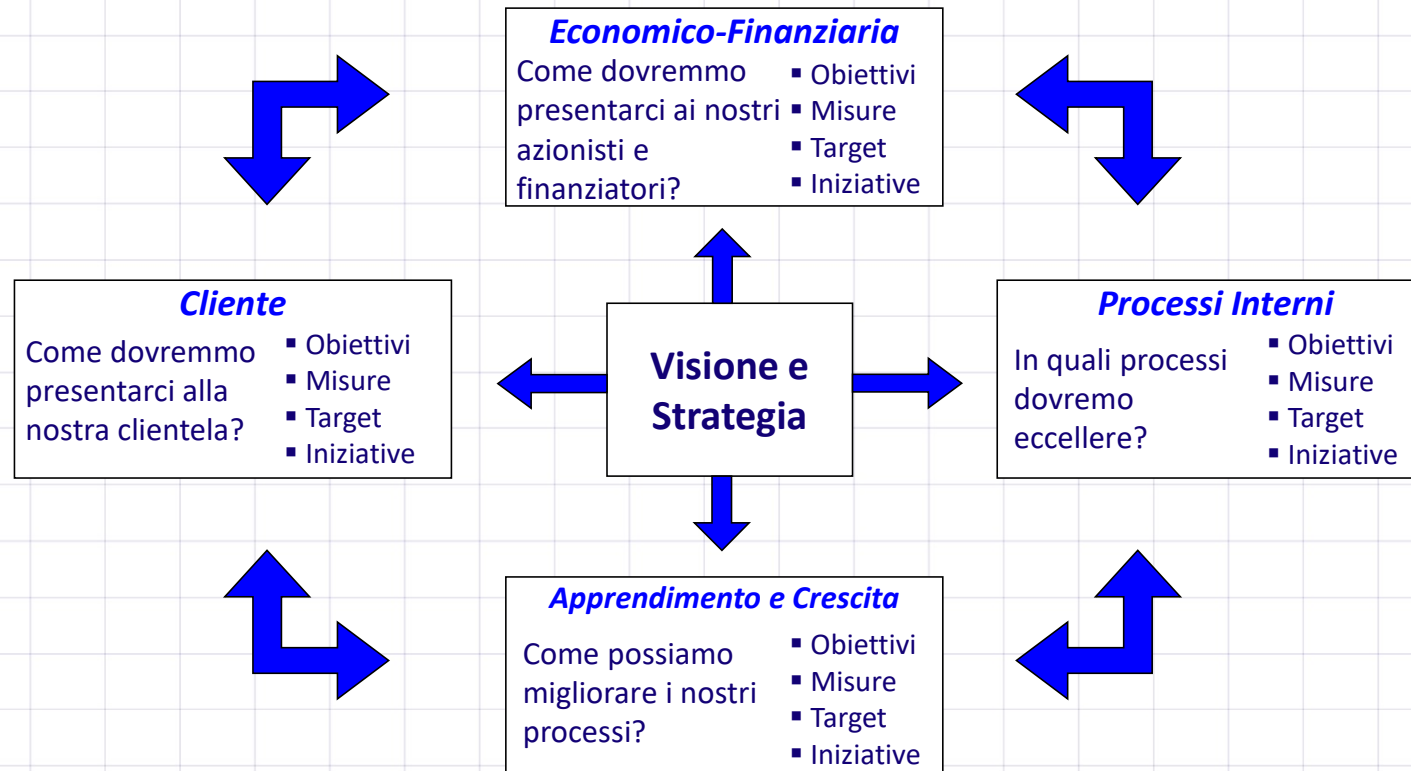 Economico-Finanziaria
Come dovremmo
presentarci ai nostri
azionisti e
finanziatori?
▪ Obiettivi
▪ Misure
▪ Target
▪ Iniziative
Cliente
Come dovremmo
presentarci alla
nostra clientela?
▪ Obiettivi
▪ Misure
▪ Target
▪ Iniziative
Visione e
Strategia
Processi Interni
In quali processi
dovremo
eccellere?
▪ Obiettivi
▪ Misure
▪ Target
▪ Iniziative
Apprendimento e Crescita
Come possiamo
migliorare i nostri
processi?
▪ Obiettivi
▪ Misure
▪ Target
▪ Iniziative